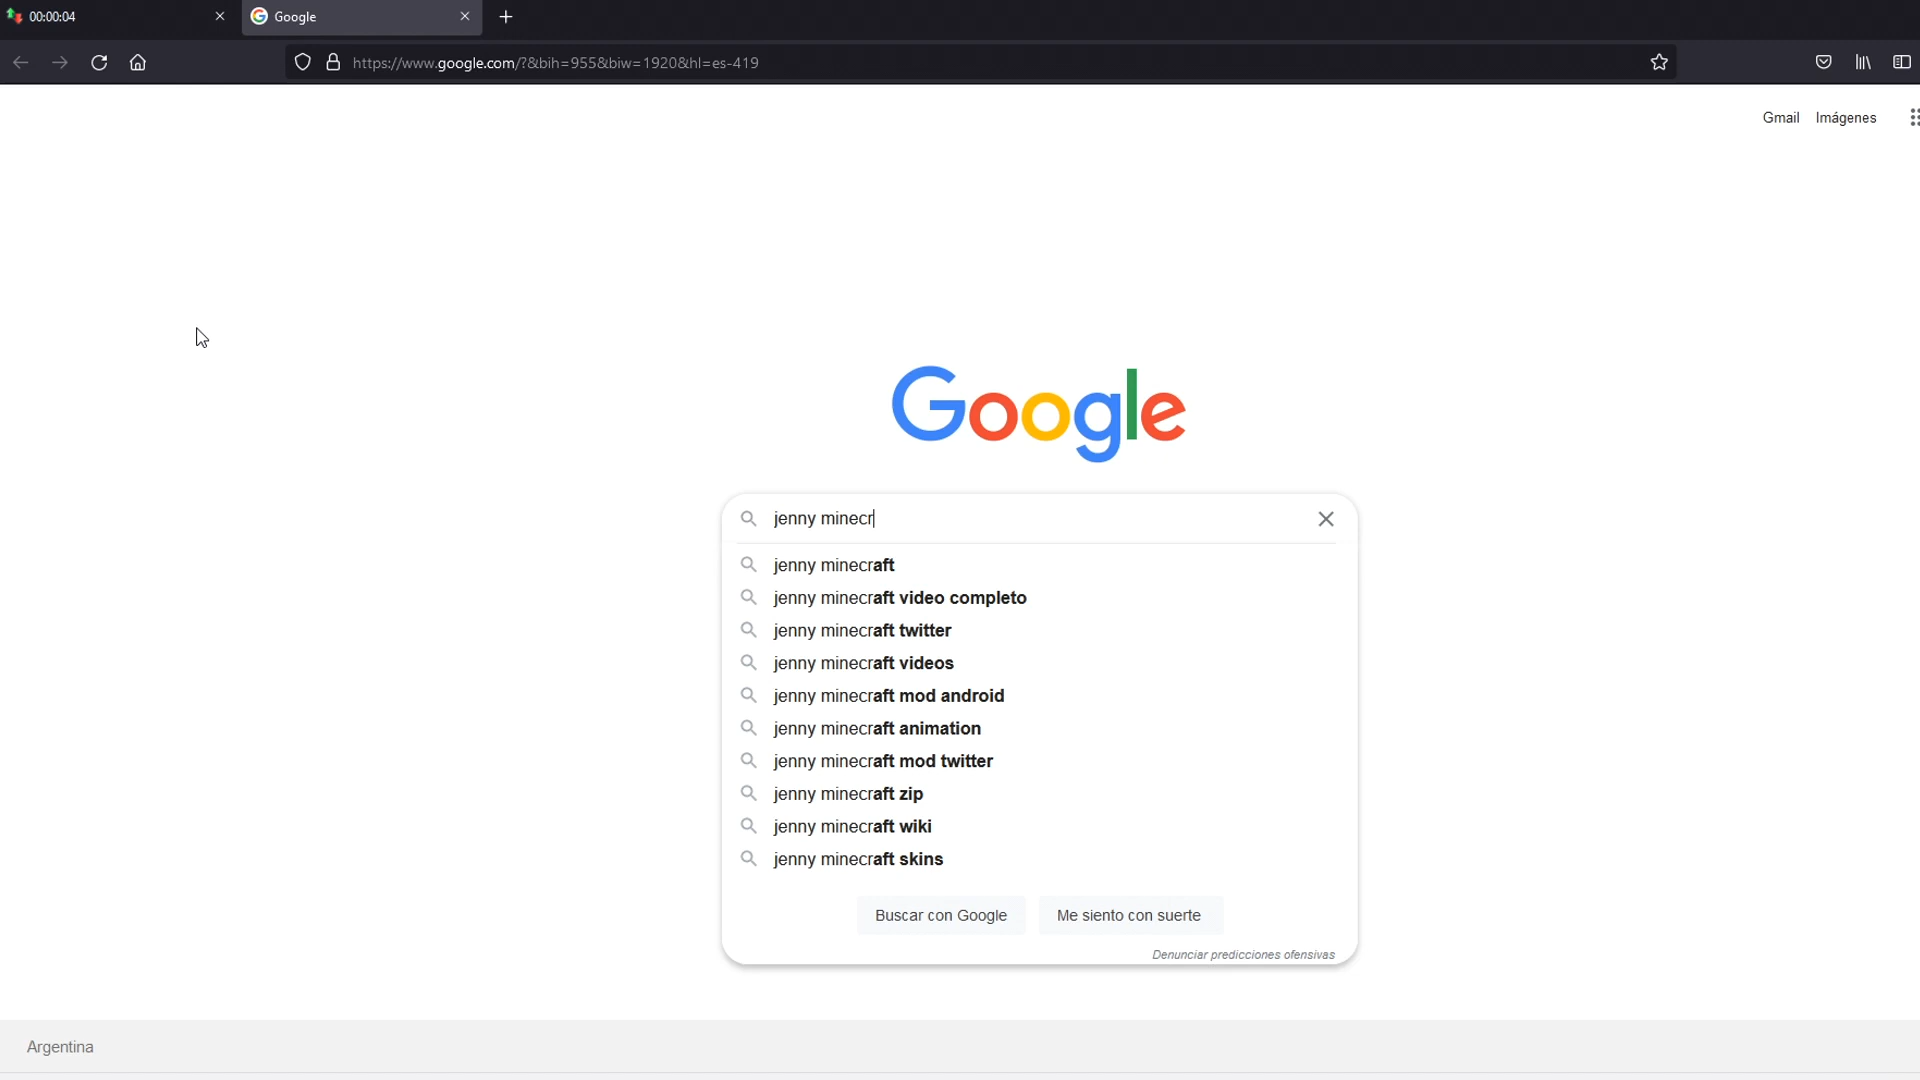 00:00:04
Google
https://www.google.com/?&bih=955&biw=1920&hl=es-419
Gmail Imágenes
Google
jenny minecr
jenny minecraft
jenny minecraft video completo
jenny minecraft twitter
jenny minecraft videos
jenny minecraft mod android
jenny minecraft animation
jenny minecraft mod twitter
jenny minecraft zip
jenny minecraft wiki
jenny minecraft skins
Buscar con Google Me siento con suerte
Denunciar predicciones ofensivas
Argentina